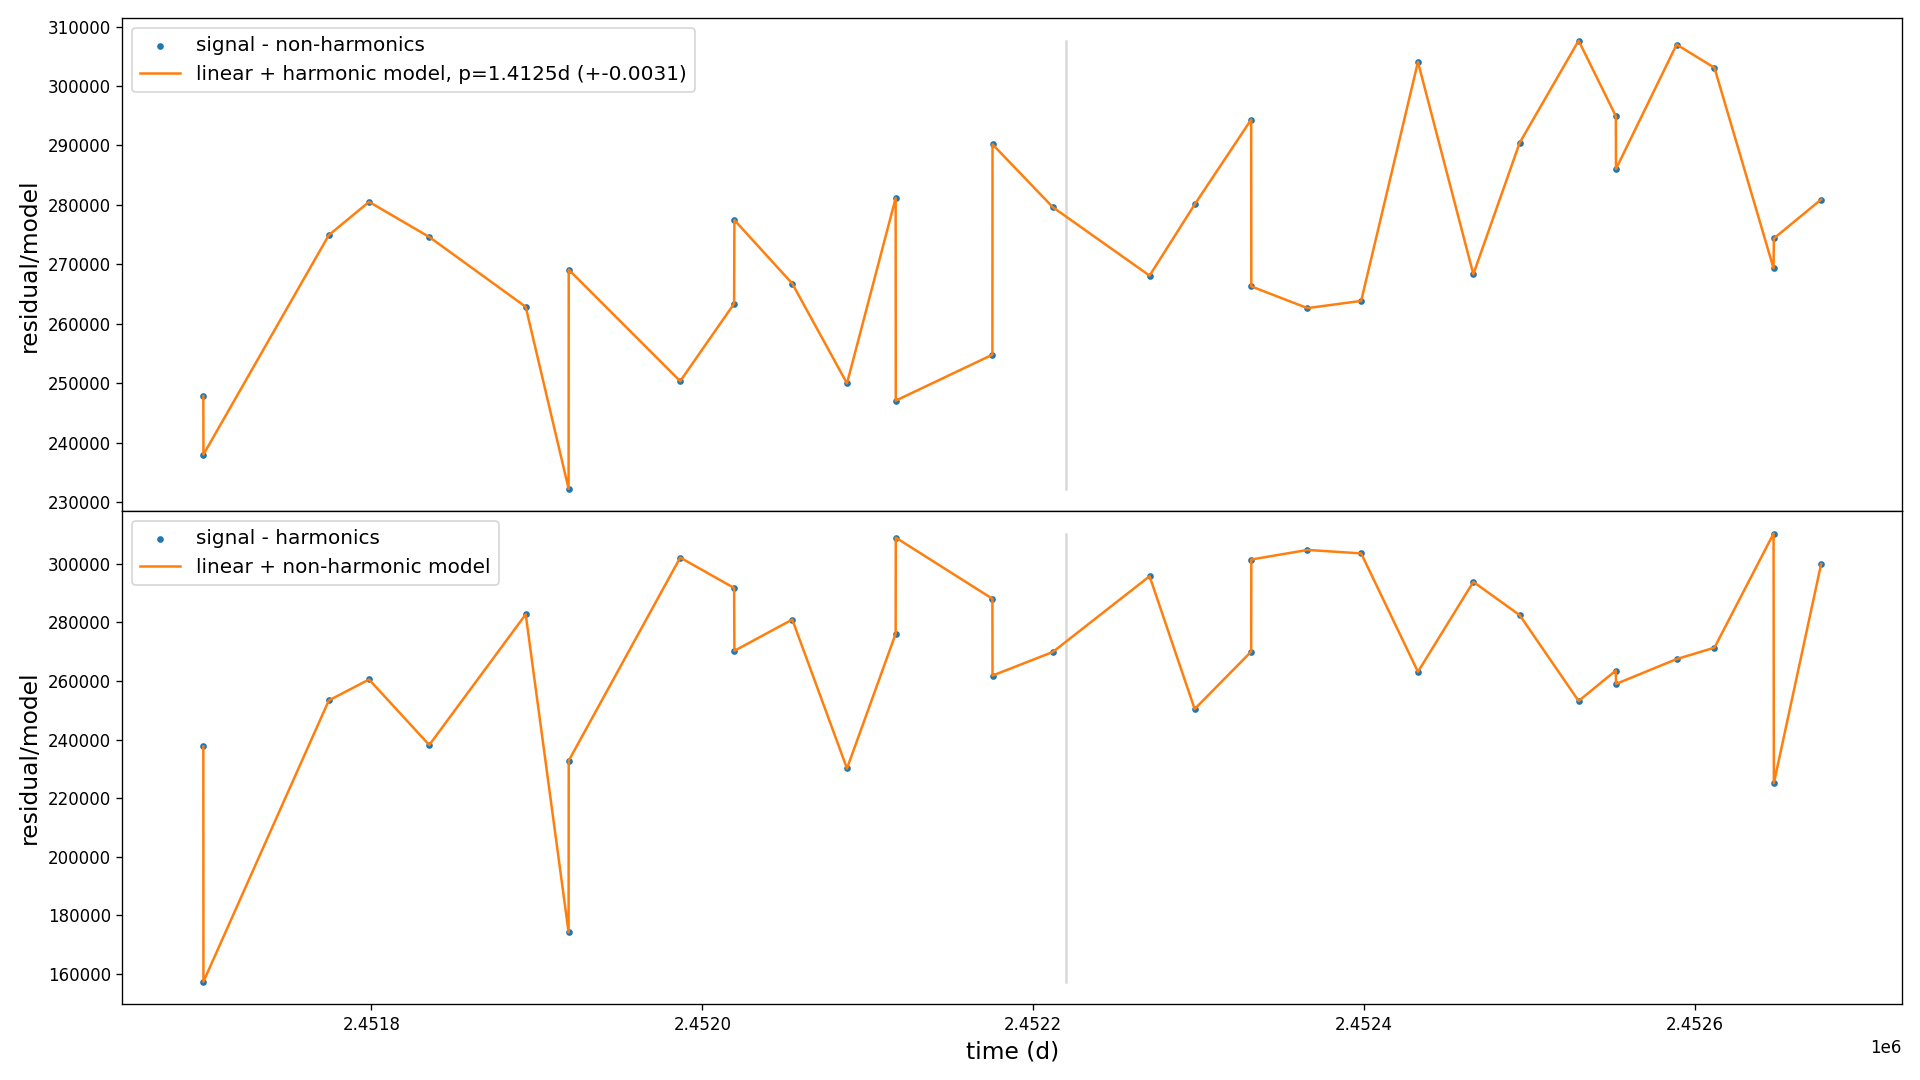 310000
signal - non-harmonics
linear + harmonic model, p=1.4125d (+-0.0031)
300000
290000
280000
270000
260000
250000
240000
230000
residual/model
signal - harmonics
linear + non-harmonic model
300000
280000
260000
240000
220000
200000
180000
160000
residual/model
2.4518
2.4520
2.4522
2.4524
2.4526
time (d)
1e6